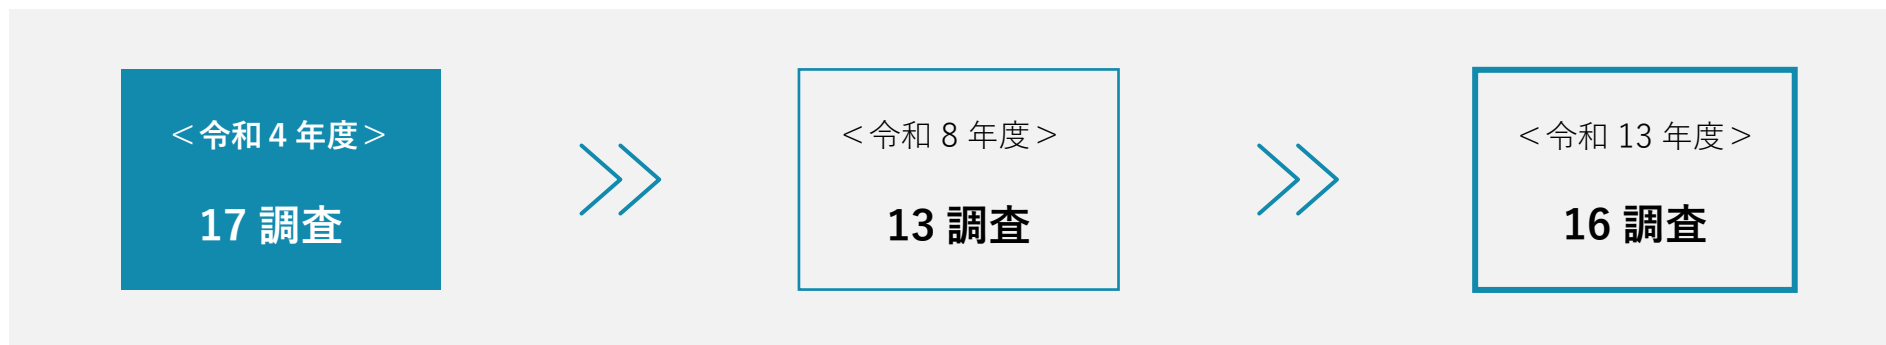 ＜令和４年度＞
17 調査
＜令和 8 年度＞
13 調査
＜令和 13 年度＞
16 調査